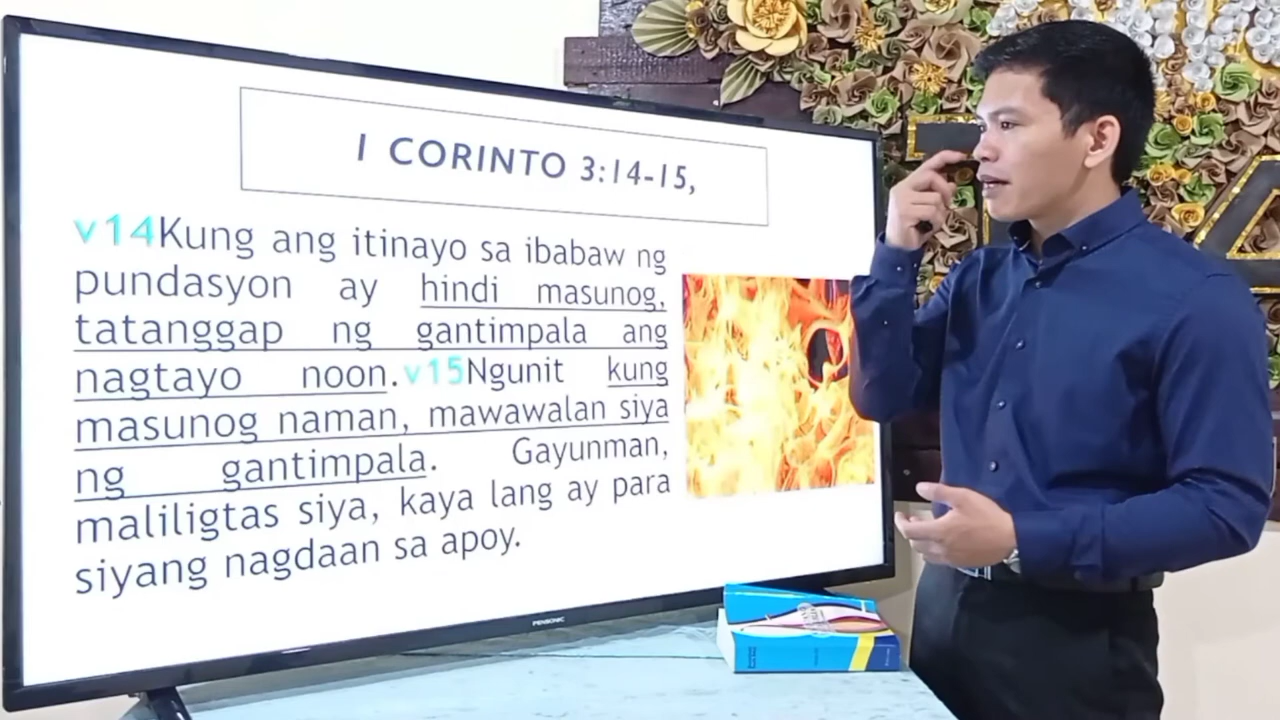 I CORINTO 3:14-15,
v14Kung ang itinayo sa ibabaw ng
pundasyon ay hindi masunog,
tatanggap ng gantimpala ang
nagtayo noon.v15Ngunit kung
masunog naman, mawawalan siya
ng gantimpala. Gayunman,
maliligtas siya, kaya lang ay para
siyang nagdaan sa apoy.
PENSONIC